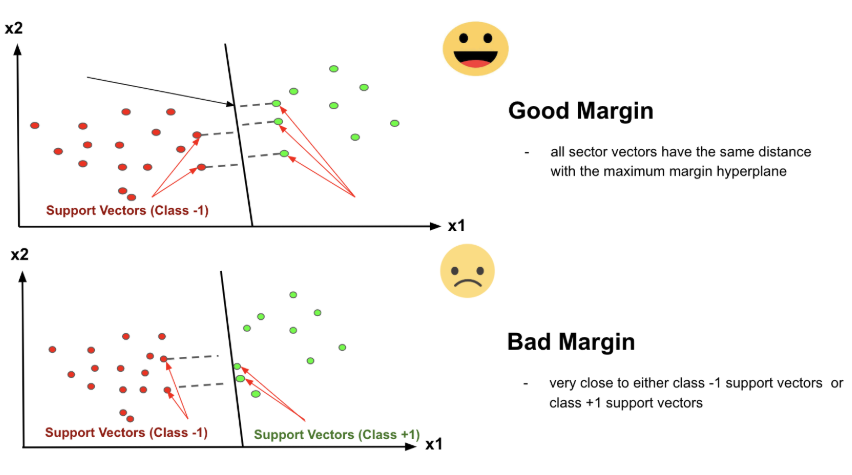 x2
Good Margin
- all sector vectors have the same distance
with the maximum margin hyperplane
Support Vectors (Class -1)
x1
x2
Bad Margin
- very close to either class -1 support vectors or
class +1 support vectors
Support Vectors (Class -1)
Support Vectors (Class +1)
x1